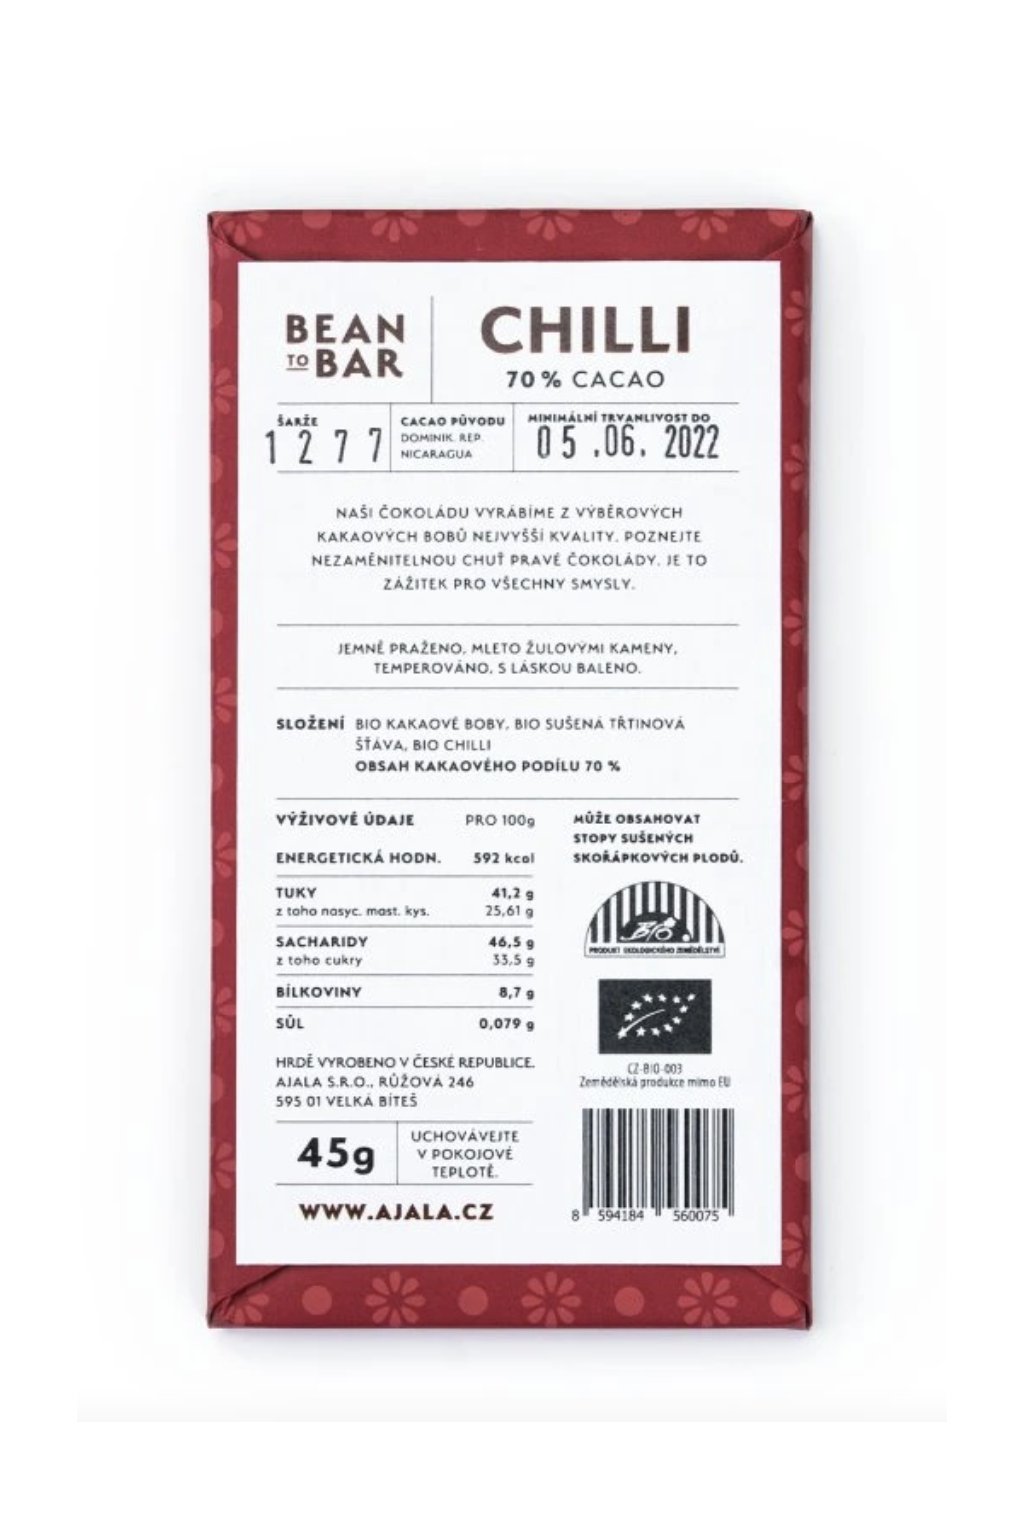 BEAN
TO BAR
CHILLI
70 % CACAO
ŠARŽE
1277
CACAO PŮVODU
DOMINIK. REP.
NICARAGUA
MINIMÁLNÍ TRVANLIVOST DO
05.06.2022
NAŠI ČOKOLÁDU VYRÁBÍME Z VÝBĚROVÝCH
KAKAOVÝCH BOBŮ NEJVYŠŠÍ KVALITY. POZNEJTE
NEZAMĚNITELNOU CHUŤ PRAVÉ ČOKOLÁDY. JE TO
ZÁŽITEK PRO VŠECHNY SMYSLY.
JEMNĚ PRAŽENO, MLETO ŽULOVÝMI KAMENY,
TEMPEROVÁNO, S LÁSKOU BALENO.
SLOŽENÍ BIO KAKAOVÉ BOBY, BIO SUŠENÁ TŘTINOVÁ
ŠŤÁVA, BIO CHILLI
OBSAH KAKAOVÉHO PODÍLU 70 %
VÝŽIVOVÉ ÚDAJE PRO 100g
ENERGETICKÁ HODN. 592 kcal
TUKY 41,2 g
z toho nasyc. mast. kys. 25,61 g
SACHARIDY 46,5 g
z toho cukry 33,5 g
BÍLKOVINY 8,7 g
SŮL 0,079 g
HRDĚ VYROBENO V ČESKÉ REPUBLICE.
AJALA S.R.O., RŮŽOVÁ 246
595 01 VELKÁ BÍTEŠ
45g
UCHOVÁVEJTE
V POKOJOVÉ
TEPLOTĚ.
WWW.AJALA.CZ
MŮŽE OBSAHOVAT
STOPY SUŠENÝCH
SKOŘÁPKOVÝCH PLODŮ.
BIO
PRODUKT EKOLOGICKÉHO ZEMĚDĚLSTVÍ
CZ-BIO-003
Zemědělská produkce mimo EU
8 594184 560075